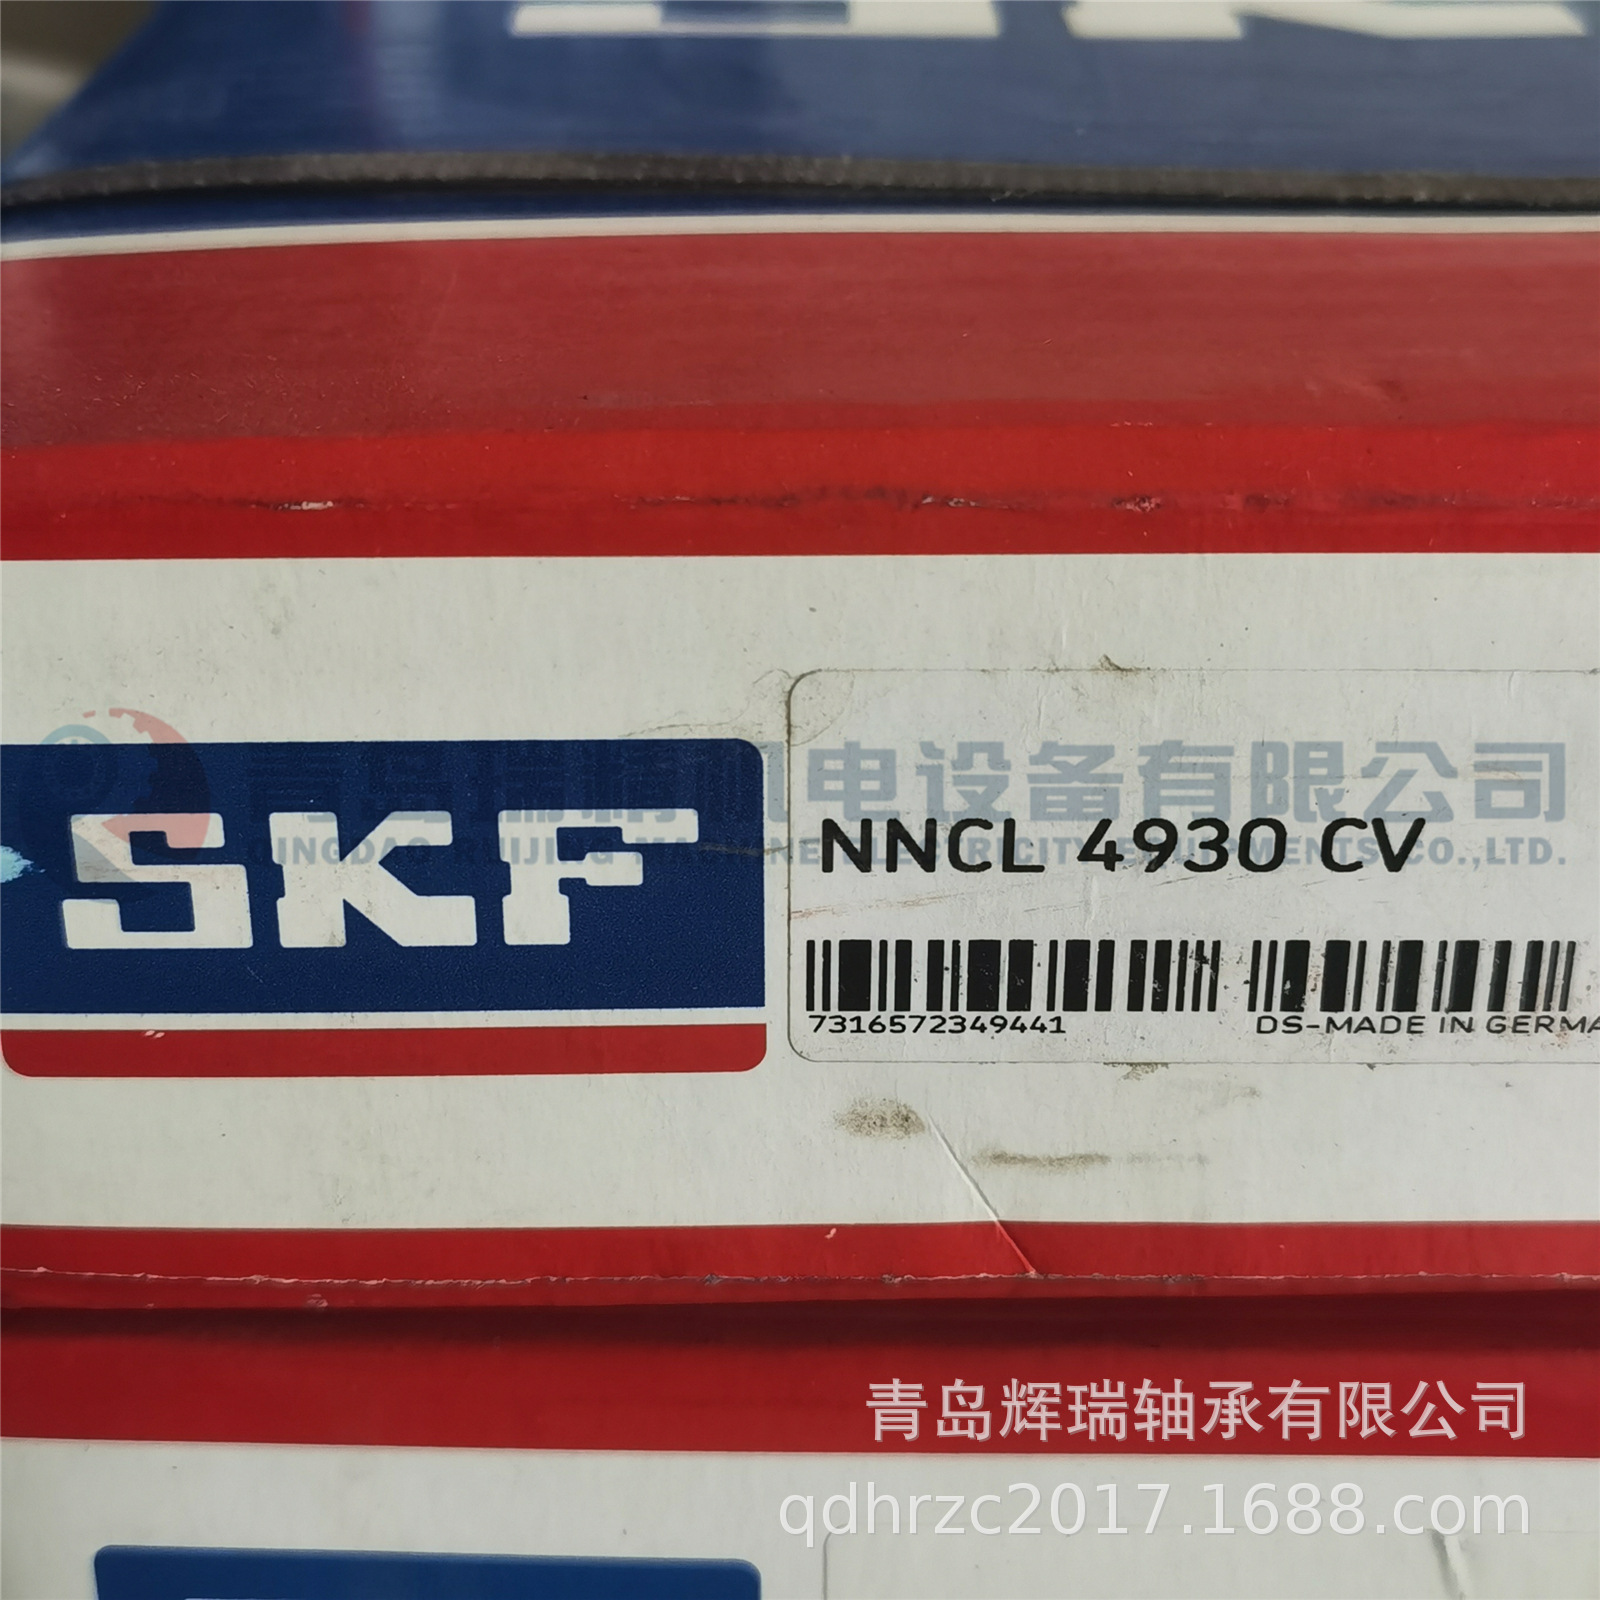 SKF
青岛瑞精机电设备有限公司
QINGDAO RUIJING MACHINE ELECTRICITY EQUIPMENTS CO.,LTD.
NNCL 4930 CV
7316572349441
DS-MADE IN GERMA
青岛辉瑞轴承有限公司
qdhrzc2017.1688.com